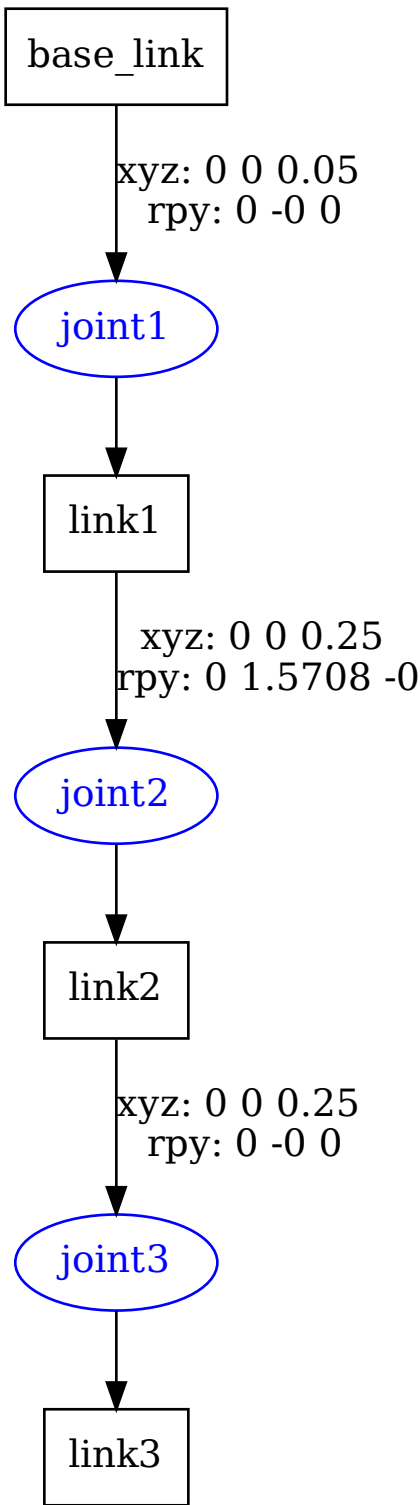 base_link
xyz: 0 0 0.05
rpy: 0 -0 0
joint1
link1
xyz: 0 0 0.25
rpy: 0 1.5708 -0
joint2
link2
xyz: 0 0 0.25
rpy: 0 -0 0
joint3
link3